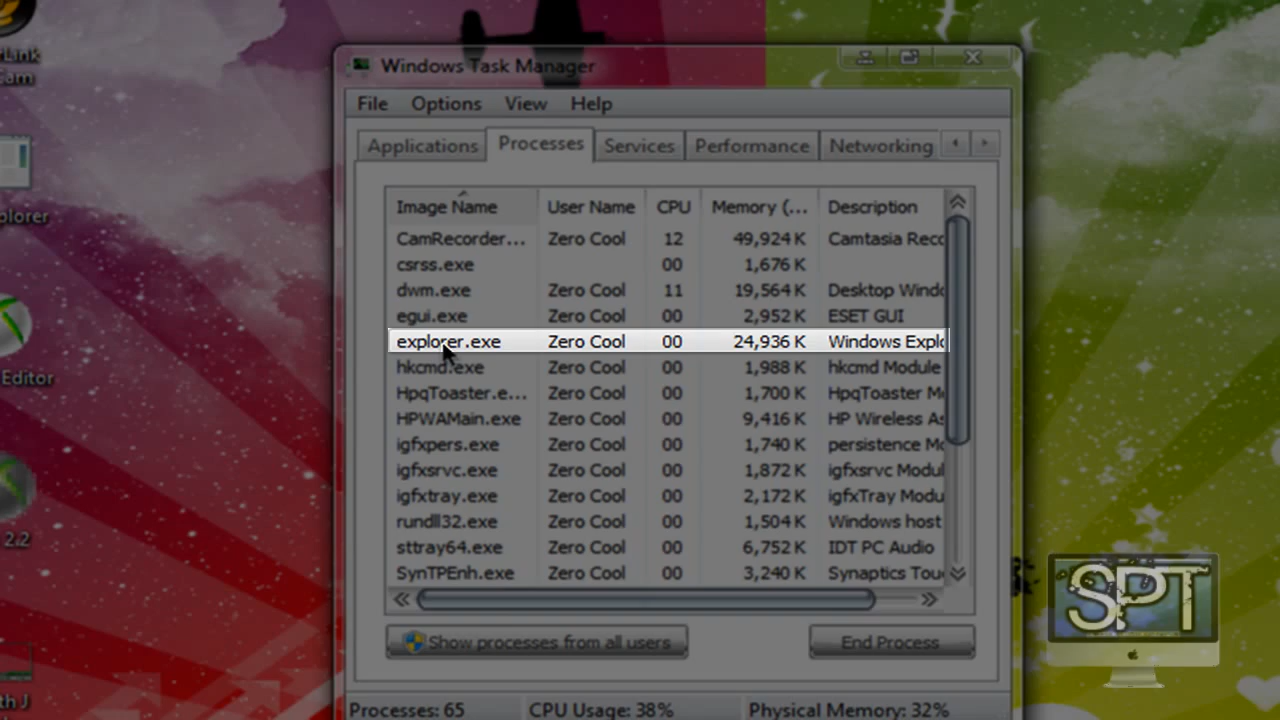 Link
Cam
plorer
Editor
2.2
th J
Windows Task Manager
File Options View Help
Applications Processes Services Performance Networking
Image Name User Name CPU Memory (... Description
CamRecorder... Zero Cool 12 49,924 K Camtasia Reco
csrss.exe 00 1,676 K
dwm.exe Zero Cool 11 19,564 K Desktop Windo
egui.exe Zero Cool 00 2,952 K ESET GUI
explorer.exe Zero Cool 00 24,936 K Windows Explo
hkcmd.exe Zero Cool 00 1,988 K hkcmd Module
HpqToaster.e... Zero Cool 00 1,700 K HpqToaster Mo
HPWAMain.exe Zero Cool 00 9,416 K HP Wireless As
igfxpers.exe Zero Cool 00 1,740 K persistence Mo
igfxsrvc.exe Zero Cool 00 1,872 K igfxsrvc Modul
igfxtray.exe Zero Cool 00 2,172 K igfxTray Modu
rundll32.exe Zero Cool 00 1,504 K Windows host
sttray64.exe Zero Cool 00 6,752 K IDT PC Audio
SynTPEnh.exe Zero Cool 00 3,240 K Synaptics Touc
Show processes from all users End Process
Processes: 65 CPU Usage: 38% Physical Memory: 32%
SPT